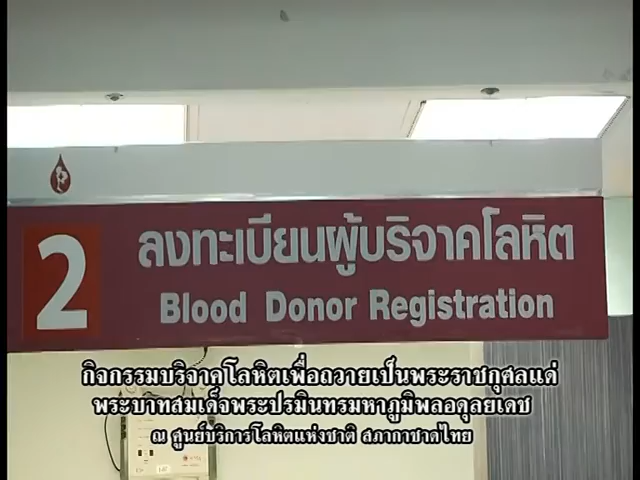 2
ลงทะเบียนผู้บริจาคโลหิต
Blood Donor Registration
กิจกรรมบริจาคโลหิตเพื่อถวายเป็นพระราชกุศลแด่
พระบาทสมเด็จพระปรมินทรมหาภูมิพลอดุลยเดช
ณ ศูนย์บริการโลหิตแห่งชาติ สภากาชาดไทย